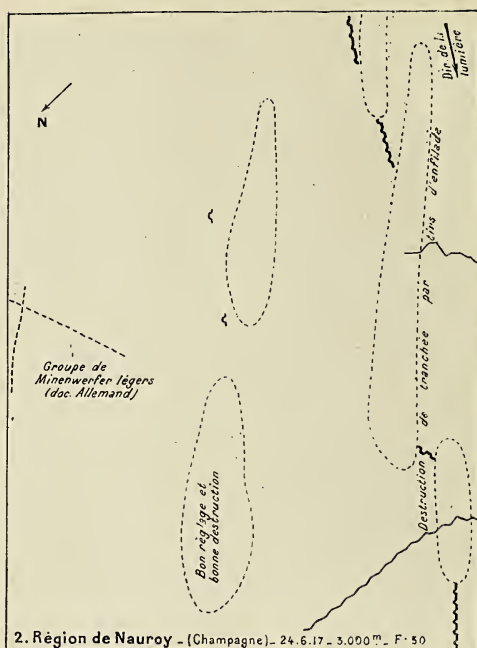 Dir. de la
lumière
N
Destruction de tranchée par tirs d'enfilade
Groupe de
Minenwerfer légers
(doc. Allemand)
Bon réglage et
bonne destruction
2. Région de Nauroy - (Champagne) - 24.6.17 - 3.000m - F=50